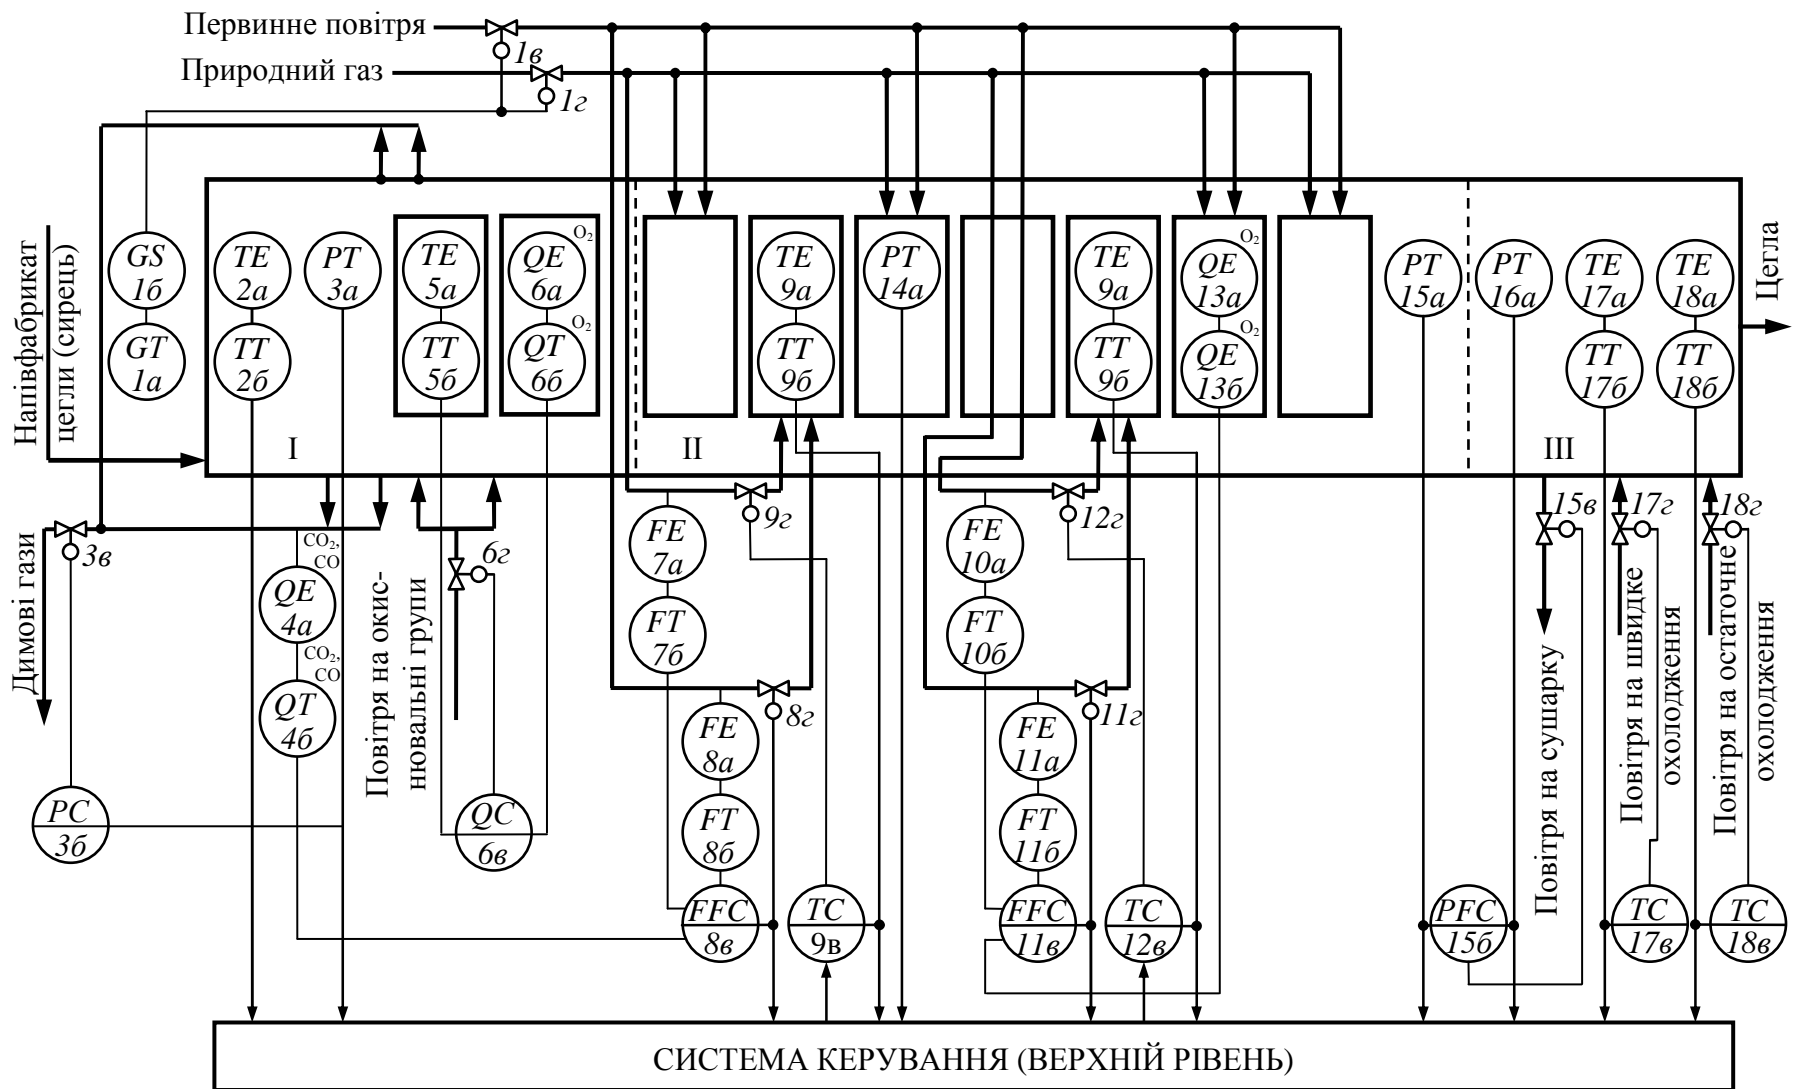 Первинне повітря
1в
Природний газ
1г
Напівфабрикат
цегли (сирець)
GS
1б
GT
1а
TE
2а
TT
2б
PT
3а
TE
5а
TT
5б
O₂
QE
6а
O₂
QT
6б
TE
9а
TT
9б
PT
14а
TE
9а
TT
9б
O₂
QE
13а
O₂
QE
13б
PT
15а
PT
16а
TE
17а
TT
17б
TE
18а
TT
18б
Цегла
I
II
III
Димові гази
3в
CO₂,
CO
QE
4а
CO₂,
CO
QT
4б
Повітря на окис-
нювальні групи
6г
FE
7а
FT
7б
9г
8г
FE
8а
FT
8б
FE
10а
FT
10б
12г
11г
FE
11а
FT
11б
15в
17г
18г
Повітря на сушарку
Повітря на швидке
охолодження
Повітря на остаточне
охолодження
PC
3б
QC
6в
FFC
8в
TC
9в
FFC
11в
TC
12в
PFC
15б
TC
17в
TC
18в
СИСТЕМА КЕРУВАННЯ (ВЕРХНІЙ РІВЕНЬ)